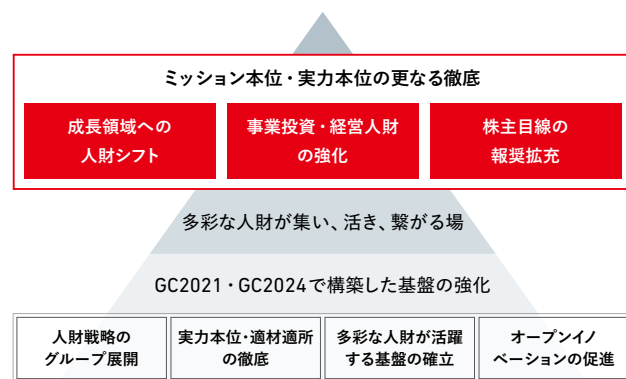 ミッション本位・実力本位の更なる徹底
成長領域への
人財シフト
事業投資・経営人財
の強化
株主目線の
報奨拡充
多彩な人財が集い、活き、繋がる場
GC2021・GC2024で構築した基盤の強化
人財戦略の
グループ展開
実力本位・適材適所
の徹底
多彩な人財が活躍
する基盤の確立
オープンイノ
ベーションの促進